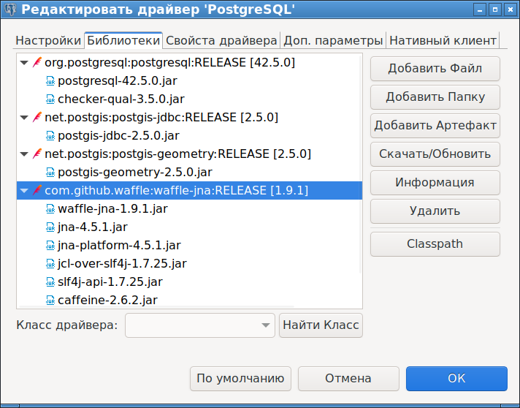 Редактировать драйвер 'PostgreSQL'
Настройки Библиотеки Свойства драйвера Доп. параметры Нативный клиент
org.postgresql:postgresql:RELEASE [42.5.0]
postgresql-42.5.0.jar
checker-qual-3.5.0.jar
net.postgis:postgis-jdbc:RELEASE [2.5.0]
postgis-jdbc-2.5.0.jar
net.postgis:postgis-geometry:RELEASE [2.5.0]
postgis-geometry-2.5.0.jar
com.github.waffle:waffle-jna:RELEASE [1.9.1]
waffle-jna-1.9.1.jar
jna-4.5.1.jar
jna-platform-4.5.1.jar
jcl-over-slf4j-1.7.25.jar
slf4j-api-1.7.25.jar
caffeine-2.6.2.jar
Добавить Файл
Добавить Папку
Добавить Артефакт
Скачать/Обновить
Информация
Удалить
Classpath
Класс драйвера:
Найти Класс
По умолчанию
Отмена
ОК